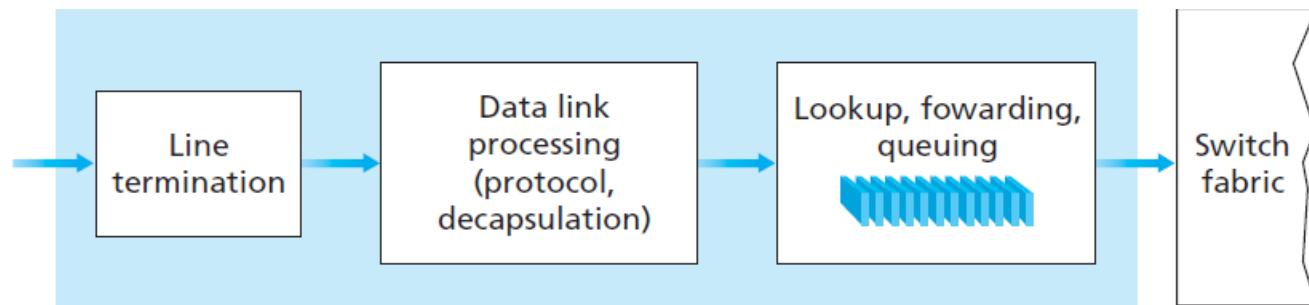 Line
termination
Data link
processing
(protocol,
decapsulation)
Lookup, fowarding,
queuing
Switch
fabric